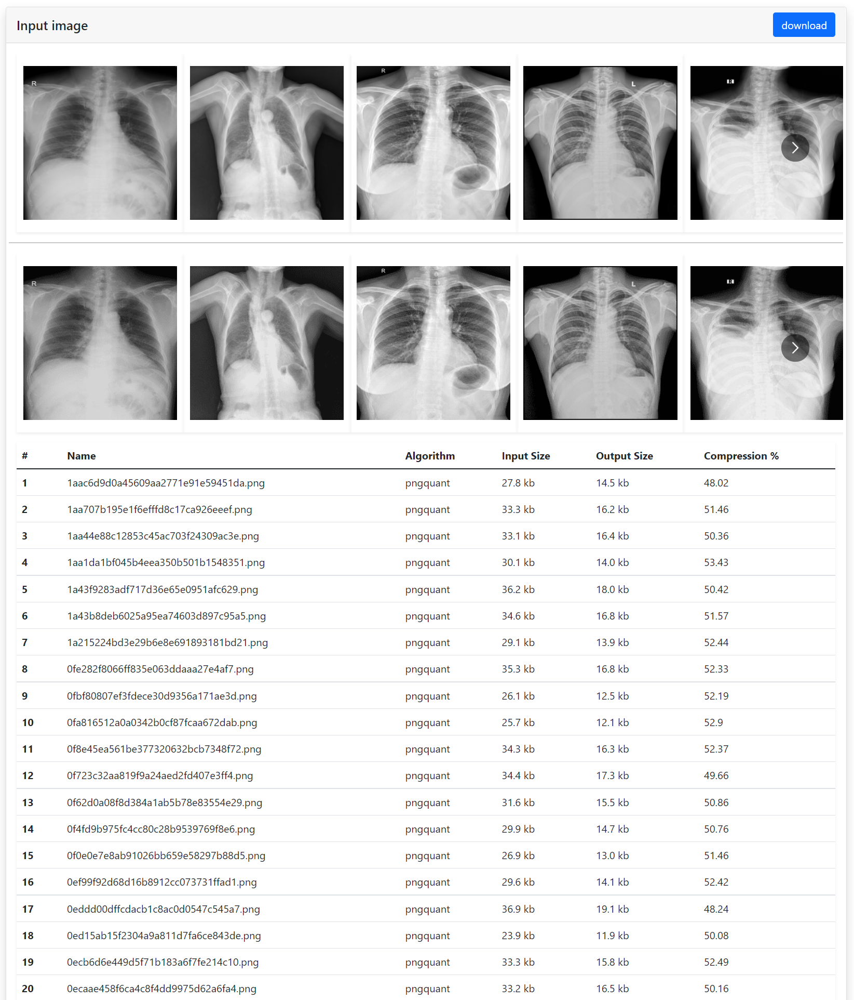 Input image
download
R
R
L
R
R
L
# Name Algorithm Input Size Output Size Compression %
1 1aac6d9d0a45609aa2771e91e59451da.png pngquant 27.8 kb 14.5 kb 48.02
2 1aa707b195e1f6efffd8c17ca926eeef.png pngquant 33.3 kb 16.2 kb 51.46
3 1aa44e88c12853c45ac703f24309ac3e.png pngquant 33.1 kb 16.4 kb 50.36
4 1aa1da1bf045b4eea350b501b1548351.png pngquant 30.1 kb 14.0 kb 53.43
5 1a43f9283adf717d36e65e0951afc629.png pngquant 36.2 kb 18.0 kb 50.42
6 1a43b8deb6025a95ea74603d897c95a5.png pngquant 34.6 kb 16.8 kb 51.57
7 1a215224bd3e29b6e8e691893181bd21.png pngquant 29.1 kb 13.9 kb 52.44
8 0fe282f8066ff835e063ddaaa27e4af7.png pngquant 35.3 kb 16.8 kb 52.33
9 0fbf80807ef3fdece30d9356a171ae3d.png pngquant 26.1 kb 12.5 kb 52.19
10 0fa816512a0a0342b0cf87fcaa672dab.png pngquant 25.7 kb 12.1 kb 52.9
11 0f8e45ea561be377320632bcb7348f72.png pngquant 34.3 kb 16.3 kb 52.37
12 0f723c32aa819f9a24aed2fd407e3ff4.png pngquant 34.4 kb 17.3 kb 49.66
13 0f62d0a08f8d384a1ab5b78e83554e29.png pngquant 31.6 kb 15.5 kb 50.86
14 0f4fd9b975fc4cc80c28b9539769f8e6.png pngquant 29.9 kb 14.7 kb 50.76
15 0f0e0e7e8ab91026bb659e58297b88d5.png pngquant 26.9 kb 13.0 kb 51.46
16 0ef99f92d68d16b8912cc073731ffad1.png pngquant 29.6 kb 14.1 kb 52.42
17 0eddd00dffcdacb1c8ac0d0547c545a7.png pngquant 36.9 kb 19.1 kb 48.24
18 0ed15ab15f2304a9a811d7fa6ce843de.png pngquant 23.9 kb 11.9 kb 50.08
19 0ecb6d6e449d5f71b183a6f7fe214c10.png pngquant 33.3 kb 15.8 kb 52.49
20 0ecaae458f6ca4c8f4dd9975d62a6fa4.png pngquant 33.2 kb 16.5 kb 50.16